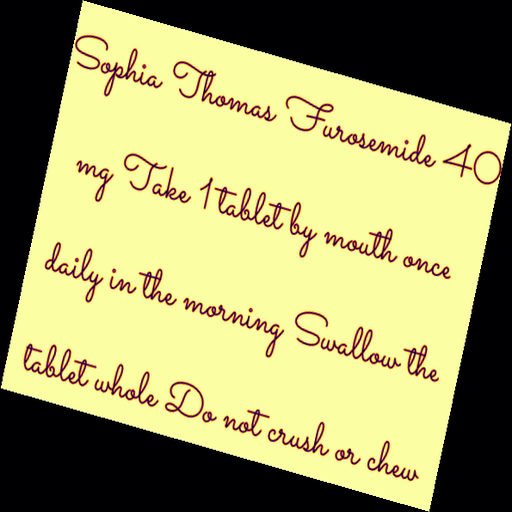 Sophia Thomas Furosemide 40
mg Take 1 tablet by mouth once
daily in the morning Swallow the
tablet whole Do not crush or chew